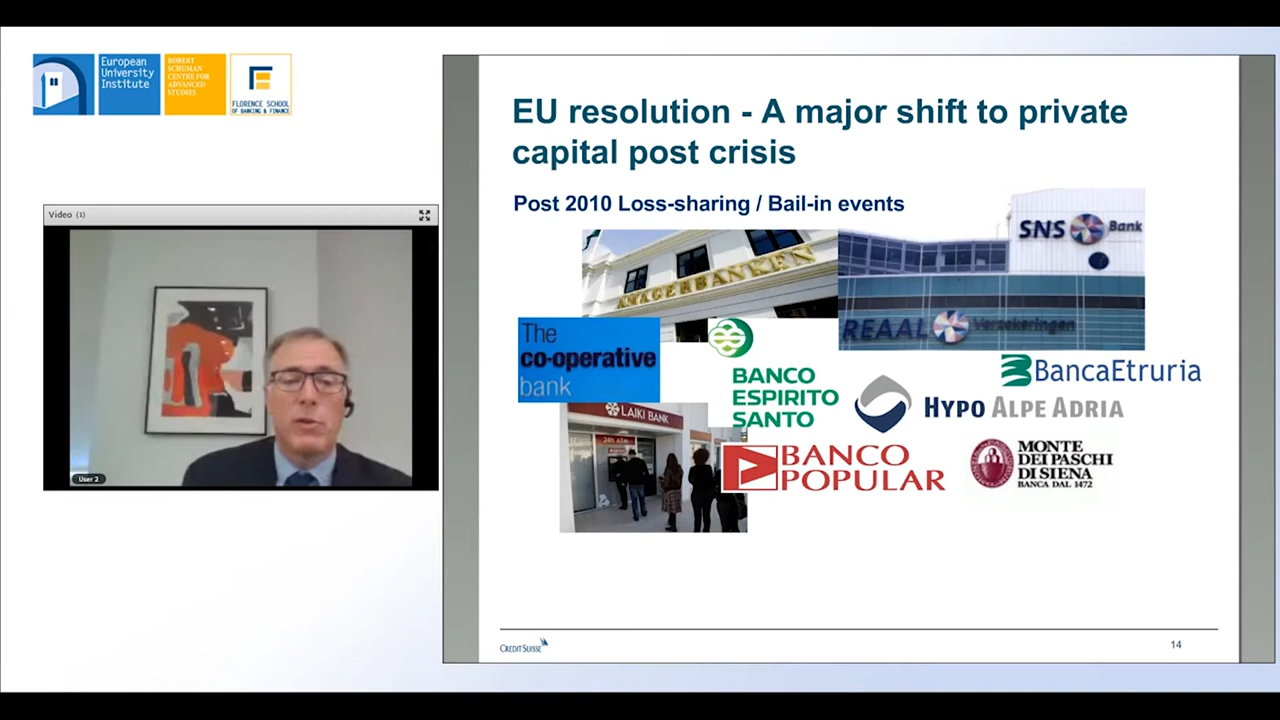 European
University
Institute
ROBERT
SCHUMAN
CENTRE FOR
ADVANCED
STUDIES
FLORENCE SCHOOL
OF BANKING & FINANCE
Video (1)
User 2
EU resolution - A major shift to private
capital post crisis
Post 2010 Loss-sharing / Bail-in events
AMAGERBANKEN
SNS Bank
REAAL Verzekeringen
The
co-operative
bank
BANCO
ESPIRITO
SANTO
BancaEtruria
HYPO ALPE ADRIA
LAIKI BANK
24h ATM
BANCO
POPULAR
MONTE
DEI PASCHI
DI SIENA
BANCA DAL 1472
CREDIT SUISSE
14